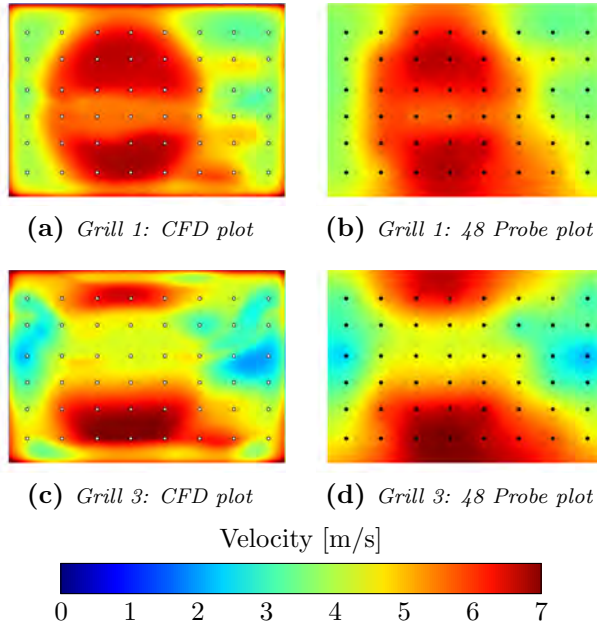 (a) Grill 1: CFD plot
(b) Grill 1: 48 Probe plot
(c) Grill 3: CFD plot
(d) Grill 3: 48 Probe plot
Velocity [m/s]
0 1 2 3 4 5 6 7